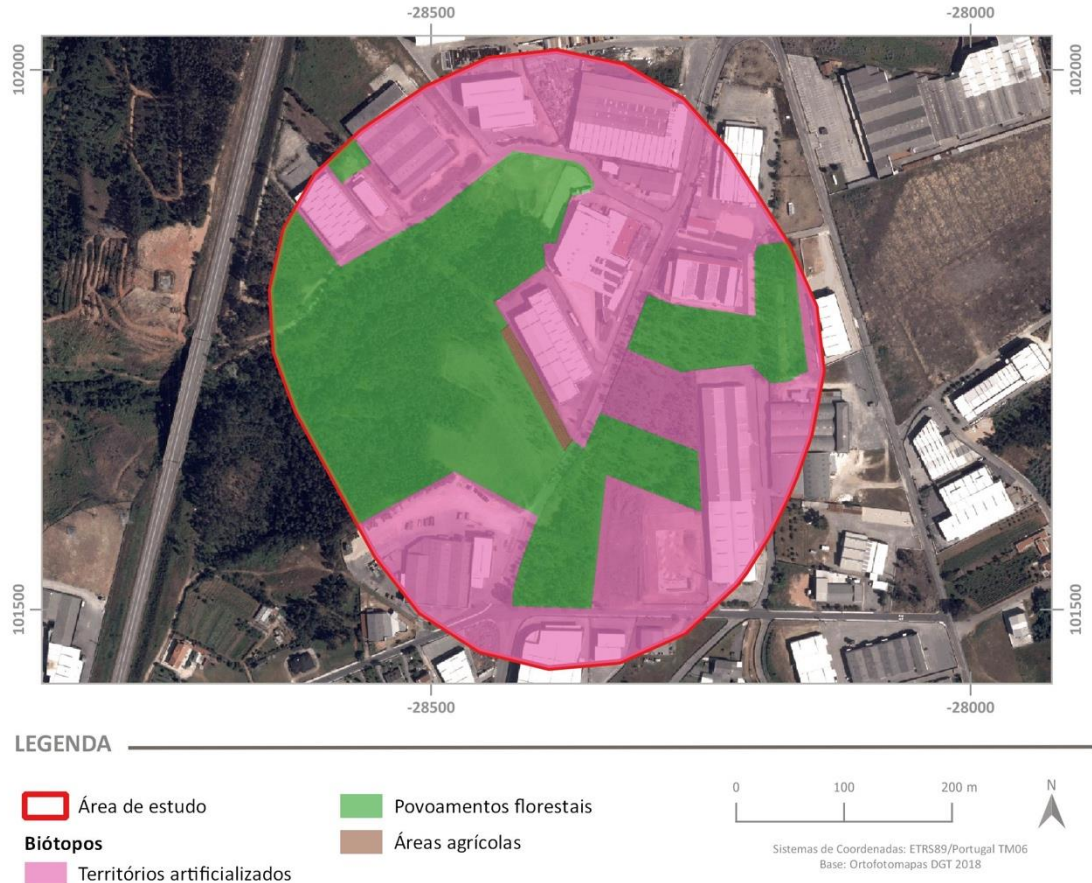 -28500
-28000
102000
102000
101500
101500
-28500
-28000
LEGENDA
Área de estudo
Biótopos
Territórios artificializados
Povoamentos florestais
Áreas agrícolas
0 100 200 m
N
Sistemas de Coordenadas: ETRS89/Portugal TM06
Base: Ortofotomapas DGT 2018